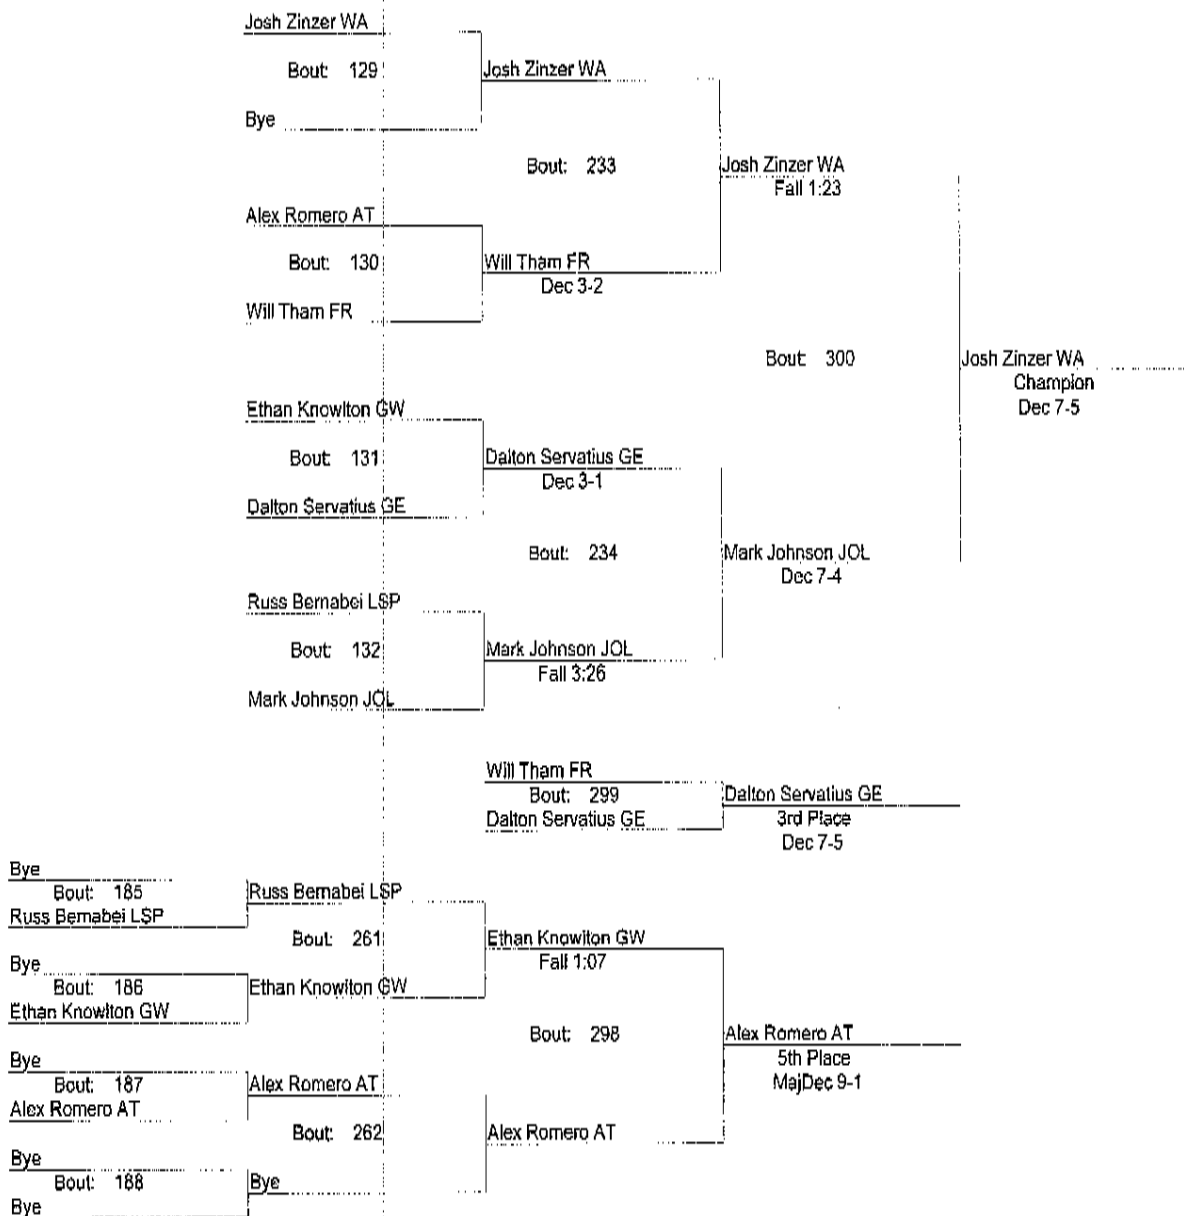 Josh Zinzer WA
Bout: 129
Josh Zinzer WA
Bye
Bout: 233
Josh Zinzer WA
Fall 1:23
Alex Romero AT
Bout: 130
Will Tham FR
Dec 3-2
Will Tham FR
Bout: 300
Josh Zinzer WA
Champion
Dec 7-5
Ethan Knowlton GW
Bout: 131
Dalton Servatius GE
Dec 3-1
Dalton Servatius GE
Bout: 234
Mark Johnson JOL
Dec 7-4
Russ Bernabei LSP
Bout: 132
Mark Johnson JOL
Fall 3:26
Mark Johnson JOL
Will Tham FR
Bout: 299
Dalton Servatius GE
Dalton Servatius GE
3rd Place
Dec 7-5
Bye
Bout: 185
Russ Bernabei LSP
Russ Bernabei LSP
Bout: 261
Ethan Knowlton GW
Fall 1:07
Bye
Bout: 186
Ethan Knowlton GW
Ethan Knowlton GW
Bout: 298
Alex Romero AT
5th Place
MajDec 9-1
Bye
Bout: 187
Alex Romero AT
Alex Romero AT
Bout: 262
Alex Romero AT
Bye
Bout: 188
Bye
Bye